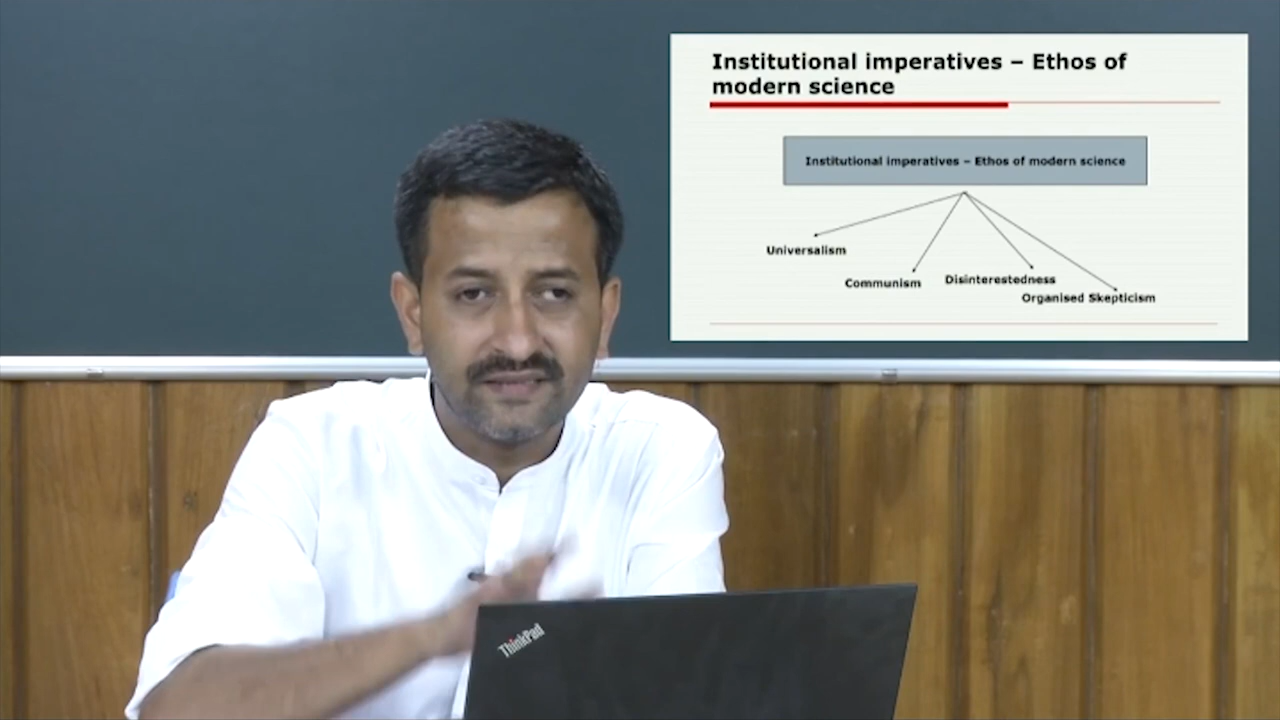 Institutional imperatives – Ethos of
modern science
Institutional imperatives – Ethos of modern science
Universalism
Communism
Disinterestedness
Organised Skepticism
ThinkPad